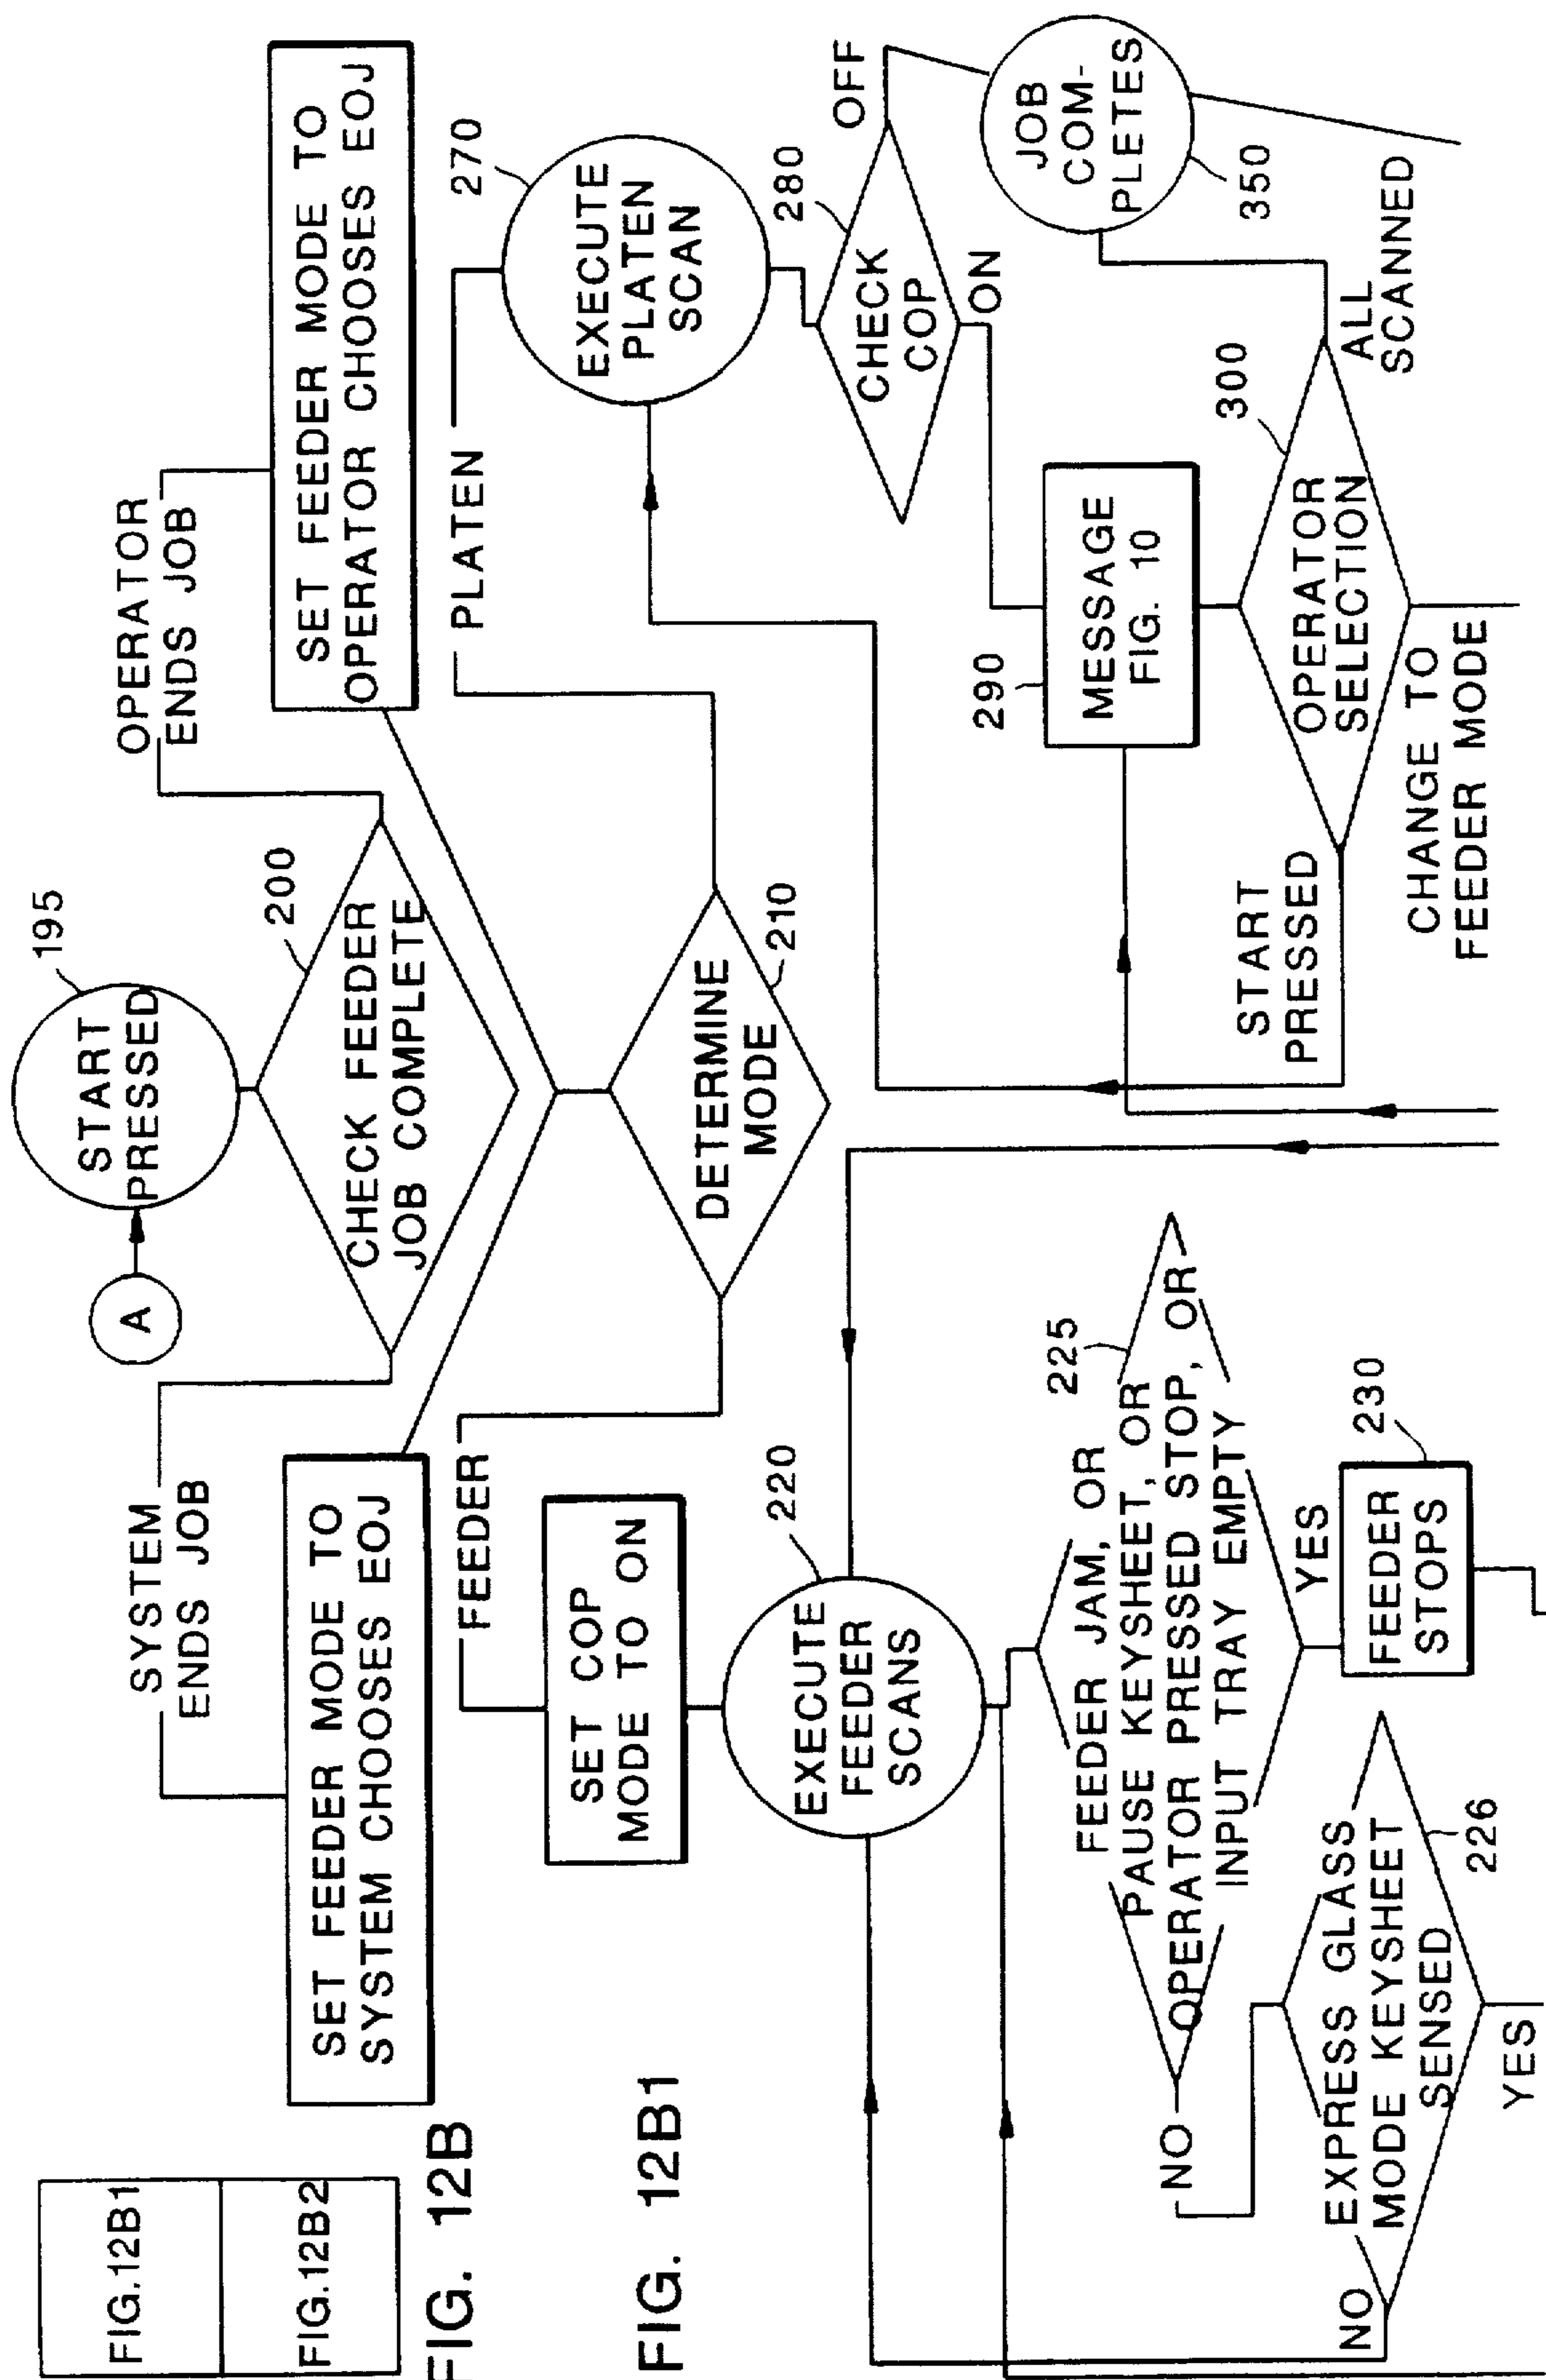 FIG.12B1
FIG.12B2
FIG. 12B
FIG. 12B1
A
START
PRESSED
195
SYSTEM
ENDS JOB
CHECK FEEDER
JOB COMPLETE
200
OPERATOR
ENDS JOB
SET FEEDER MODE TO
SYSTEM CHOOSES EOJ
SET FEEDER MODE TO
OPERATOR CHOOSES EOJ
FEEDER
DETERMINE
MODE
210
PLATEN
SET COP
MODE TO ON
EXECUTE
FEEDER
SCANS
220
EXECUTE
PLATEN
SCAN
270
CHECK
COP
280
OFF
ON
FEEDER JAM, OR
PAUSE KEYSHEET, OR
OPERATOR PRESSED STOP, OR
INPUT TRAY EMPTY
225
NO
YES
EXPRESS GLASS
MODE KEYSHEET
SENSED
226
NO
YES
FEEDER
STOPS
230
MESSAGE
FIG. 10
290
JOB
COM-
PLETES
350
START
PRESSED
OPERATOR
SELECTION
300
ALL
SCANNED
CHANGE TO
FEEDER MODE